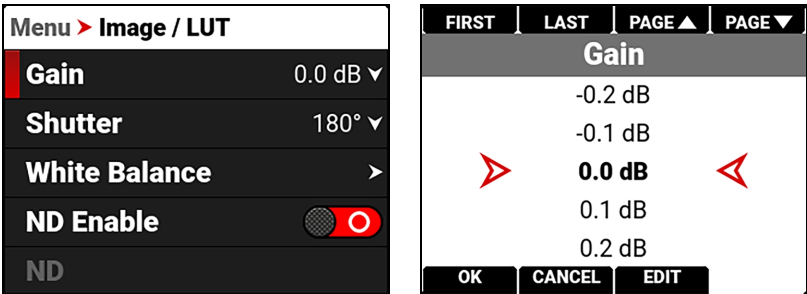 Menu > Image / LUT
Gain 0.0 dB
Shutter 180°
White Balance
ND Enable
ND
FIRST LAST PAGE▲ PAGE▼
Gain
-0.2 dB
-0.1 dB
0.0 dB
0.1 dB
0.2 dB
OK CANCEL EDIT